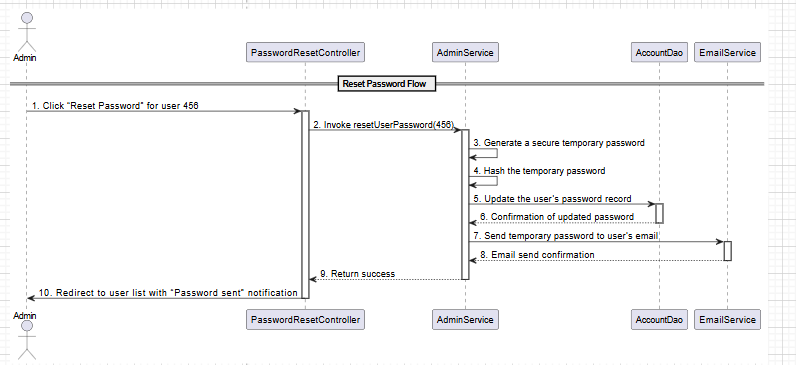 Admin
PasswordResetController
AdminService
AccountDao
EmailService
Reset Password Flow
1. Click "Reset Password" for user 456
2. Invoke resetUserPassword(456)
3. Generate a secure temporary password
4. Hash the temporary password
5. Update the user's password record
6. Confirmation of updated password
7. Send temporary password to user's email
8. Email send confirmation
9. Return success
10. Redirect to user list with "Password sent" notification
Admin
PasswordResetController
AdminService
AccountDao
EmailService